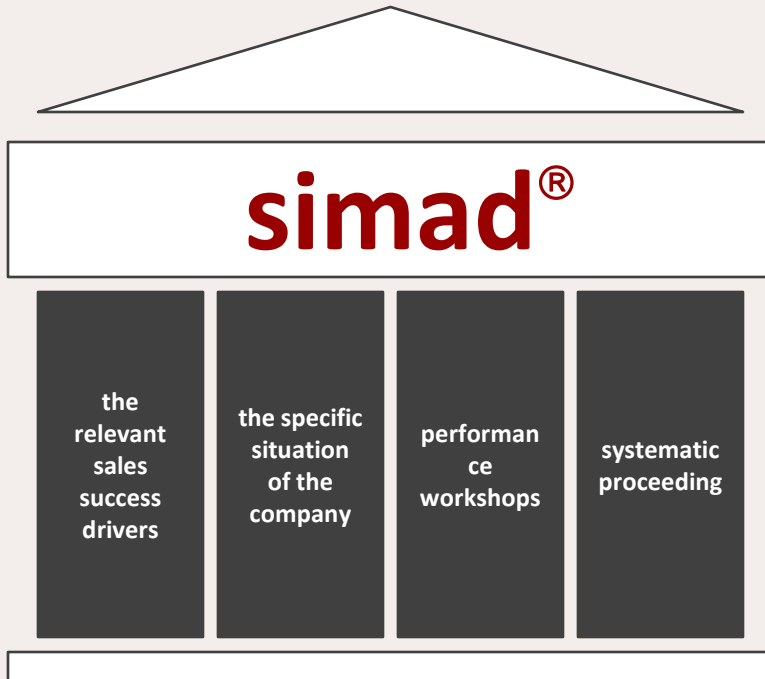 simad®
the
relevant
sales
success
drivers
the specific
situation
of the
company
performan
ce
workshops
systematic
proceeding